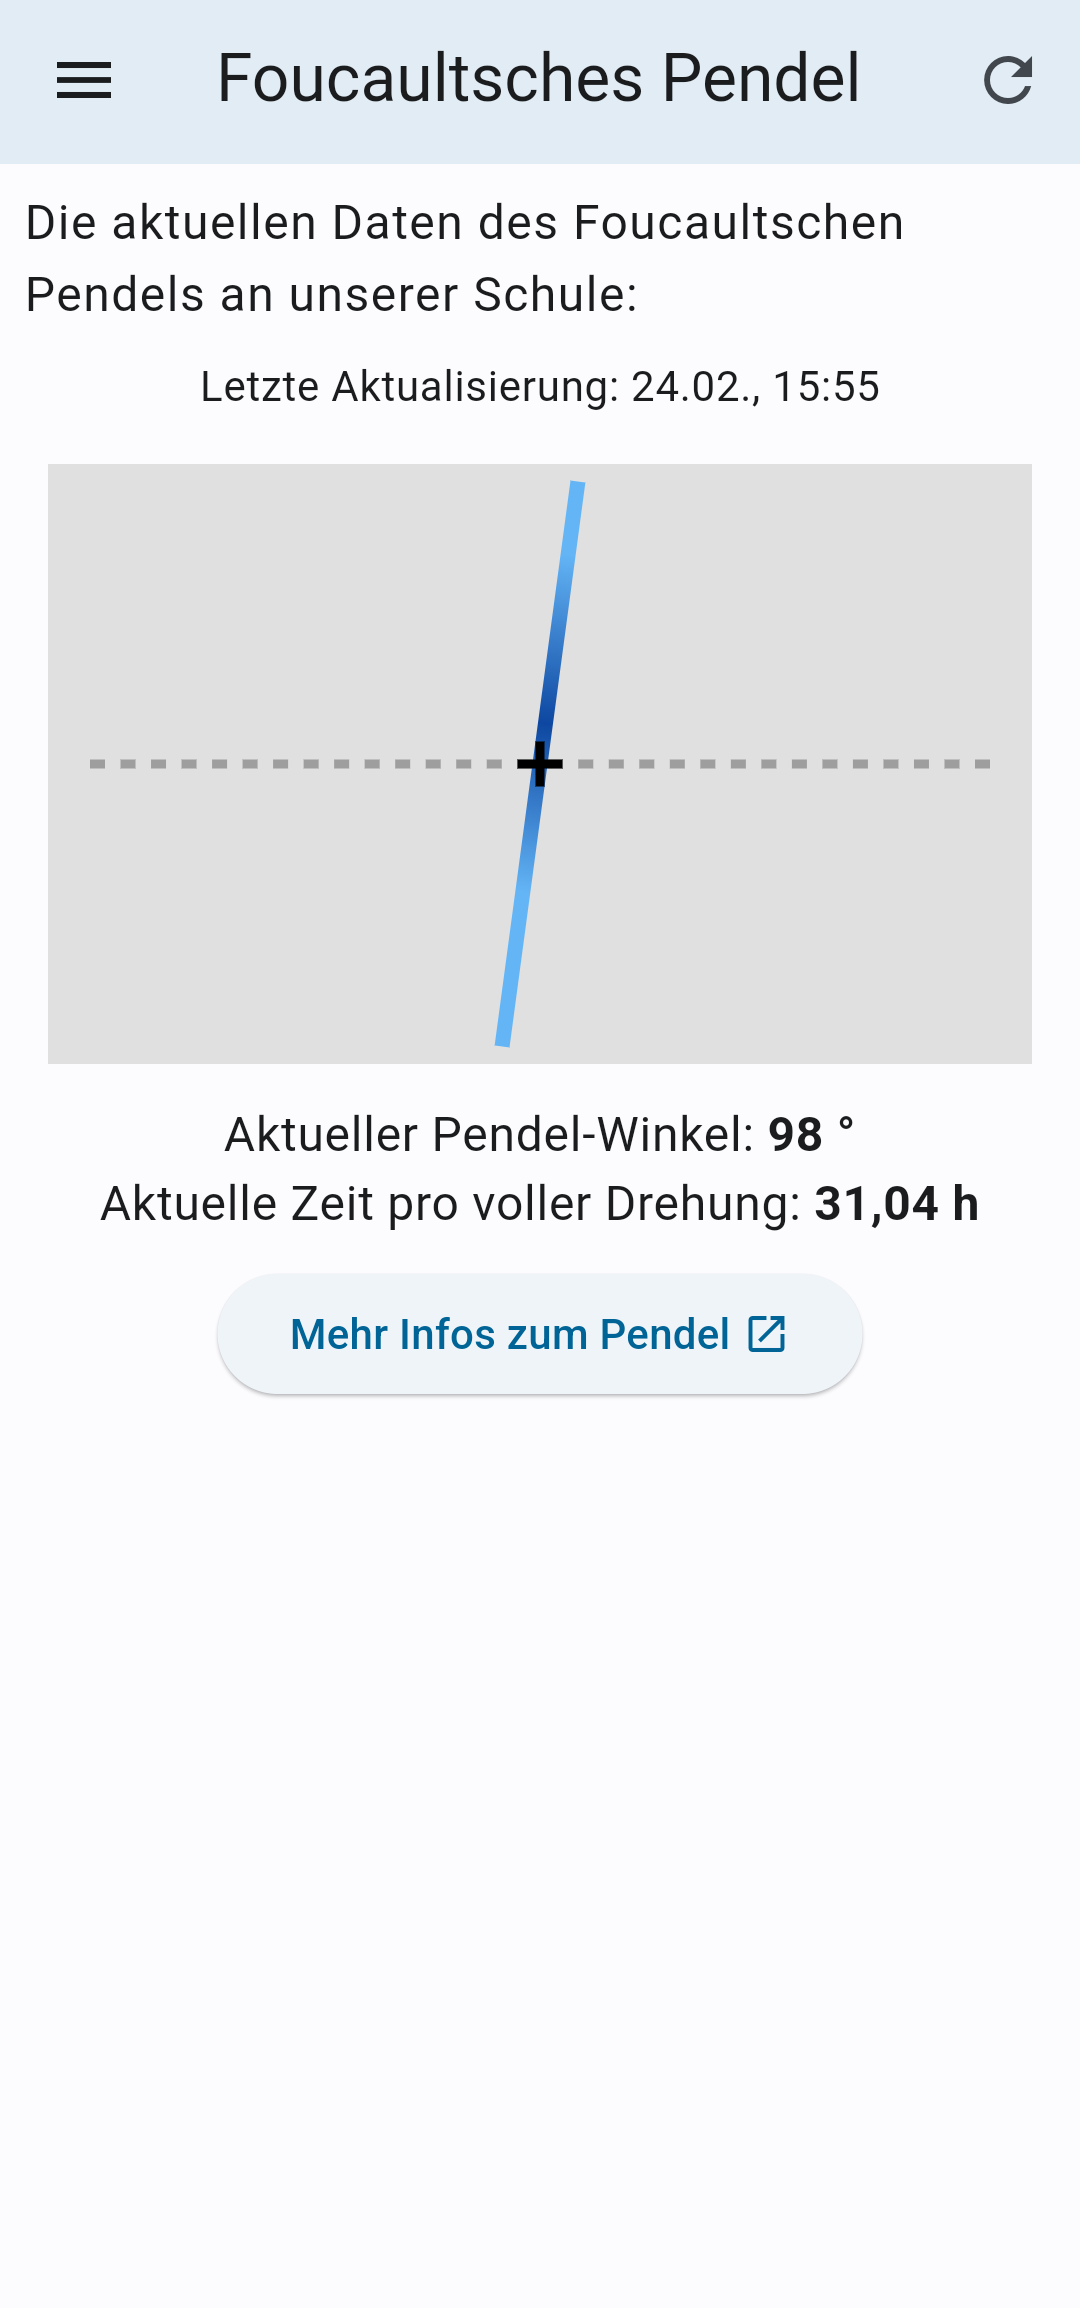 Foucaultsches Pendel
Die aktuellen Daten des Foucaultschen
Pendels an unserer Schule:
Letzte Aktualisierung: 24.02., 15:55
Aktueller Pendel-Winkel: 98 °
Aktuelle Zeit pro voller Drehung: 31,04 h
Mehr Infos zum Pendel